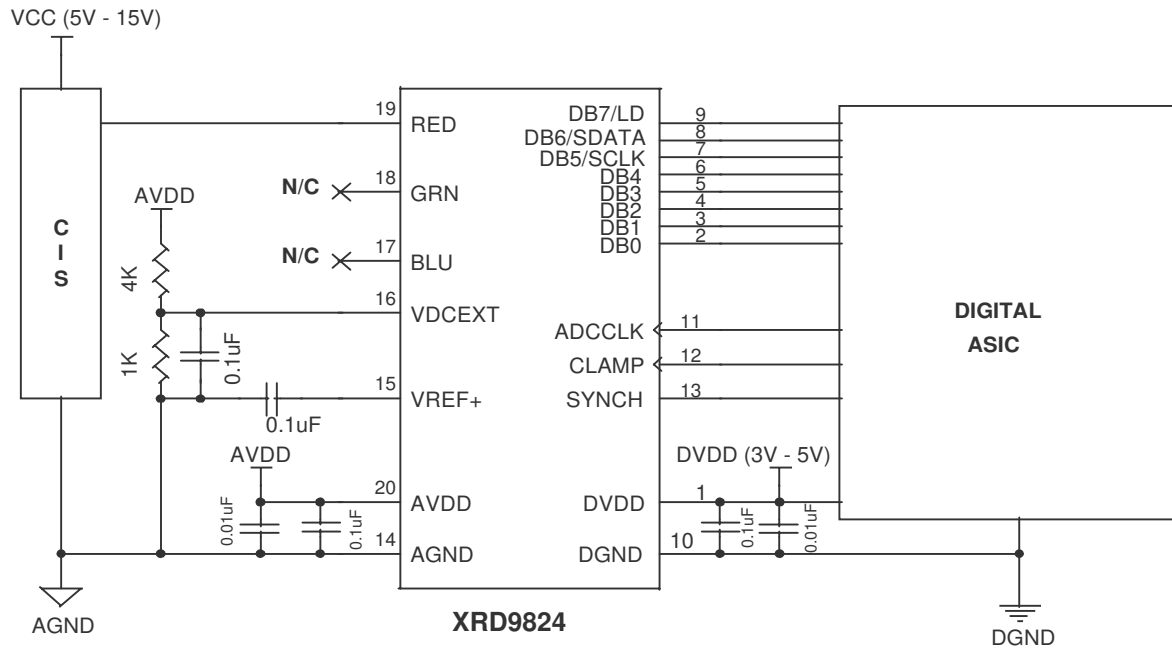 VCC (5V - 15V)
CIS
19
RED
N/C
18
GRN
N/C
17
BLU
AVDD
4K
16
VDCEXT
1K
0.1uF
15
VREF+
0.1uF
AVDD
20
AVDD
0.01uF
0.1uF
14
AGND
AGND
XRD9824
DB7/LD
9
DB6/SDATA
8
DB5/SCLK
7
DB4
6
DB3
5
DB2
4
DB1
3
DB0
2
ADCCLK
11
CLAMP
12
SYNCH
13
DVDD (3V - 5V)
DVDD
1
0.1uF
0.01uF
DGND
10
DIGITAL
ASIC
DGND